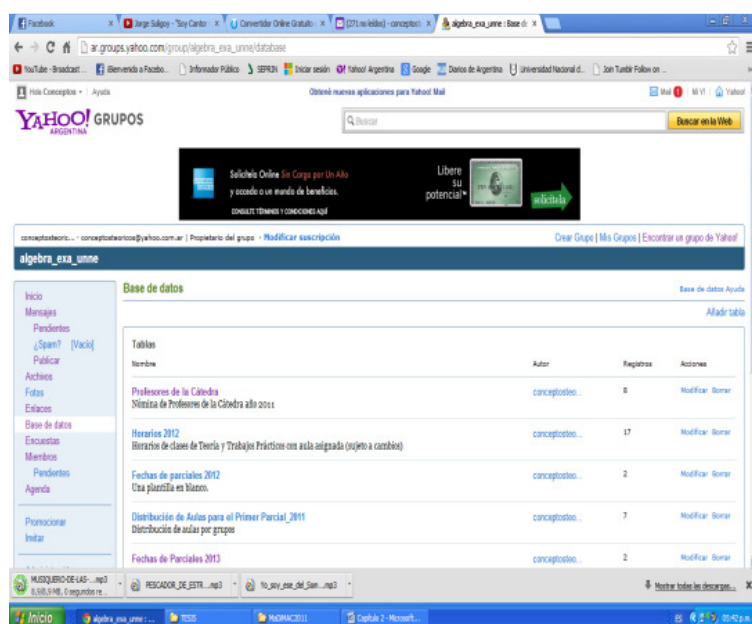 Facebook
Jorge Suligoy - "Soy Cantor
Convertidor Online Gratuito
(271 no leídos) - conceptost
algebra_exa_unne : Base de
ar.groups.yahoo.com/group/algebra_exa_unne/database
YouTube - Broadcast ...
Bienvenido a Facebo...
Informador Público
SEPRIN
Iniciar sesión
Yahoo! Argentina
Google
Diarios de Argentina
Universidad Nacional d...
Join Tumblr Follow on ...
Hola Conceptos
Ayuda
Obtené nuevas aplicaciones para Yahoo! Mail
Mail
Mi Y!
Yahoo!
YAHOO! GRUPOS
ARGENTINA
Buscar
Buscar en la Web
Solicítela Online Sin Cargo por Un Año
y acceda a un mundo de beneficios.
CONSULTE TÉRMINOS Y CONDICIONES AQUÍ
Libere
su
potencial
solicítela
conceptosteoric... - conceptosteoricos@yahoo.com.ar | Propietario del grupo - Modificar suscripción
Crear Grupo | Mis Grupos | Encontrar un grupo de Yahoo!
algebra_exa_unne
Inicio
Mensajes
Pendientes
¿Spam? [Vacío]
Publicar
Archivos
Fotos
Enlaces
Base de datos
Encuestas
Miembros
Pendientes
Agenda
Promocionar
Invitar
Base de datos
Base de datos Ayuda
Añadir tabla
Tablas
Nombre Autor Registros Acciones
Profesores de la Cátedra conceptosteo... 8 Modificar Borrar
Nómina de Profesores de la Cátedra año 2011
Horarios 2012 conceptosteo... 17 Modificar Borrar
Horarios de clases de Teoría y Trabajos Prácticos con aula asignada (sujeto a cambios)
Fechas de parciales 2012 conceptosteo... 2 Modificar Borrar
Una plantilla en blanco.
Distribución de Aulas para el Primer Parcial_2011 conceptosteo... 7 Modificar Borrar
Distribución de aulas por grupos
Fechas de Parciales 2013 conceptosteo... 2 Modificar Borrar
MUSIQUERO-DE-LAS-....mp3
PESCADOR_DE_ESTR....mp3
Yo_soy_ese_del_San....mp3
Mostrar todas las descargas...
Inicio
algebra_exa_unne : ...
TESIS
MsDIMAC2011
Capítulo 2 - Microsoft...
ES
05:42 p.m.